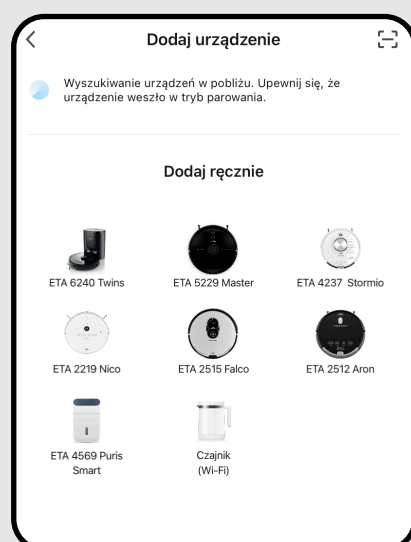 Dodaj urządzenie
Wyszukiwanie urządzeń w pobliżu. Upewnij się, że
urządzenie weszło w tryb parowania.
Dodaj ręcznie
ETA 6240 Twins
ETA 5229 Master
ETA 4237 Stormio
ETA 2219 Nico
ETA 2515 Falco
ETA 2512 Aron
ETA 4569 Puris
Smart
Czajnik
(Wi-Fi)